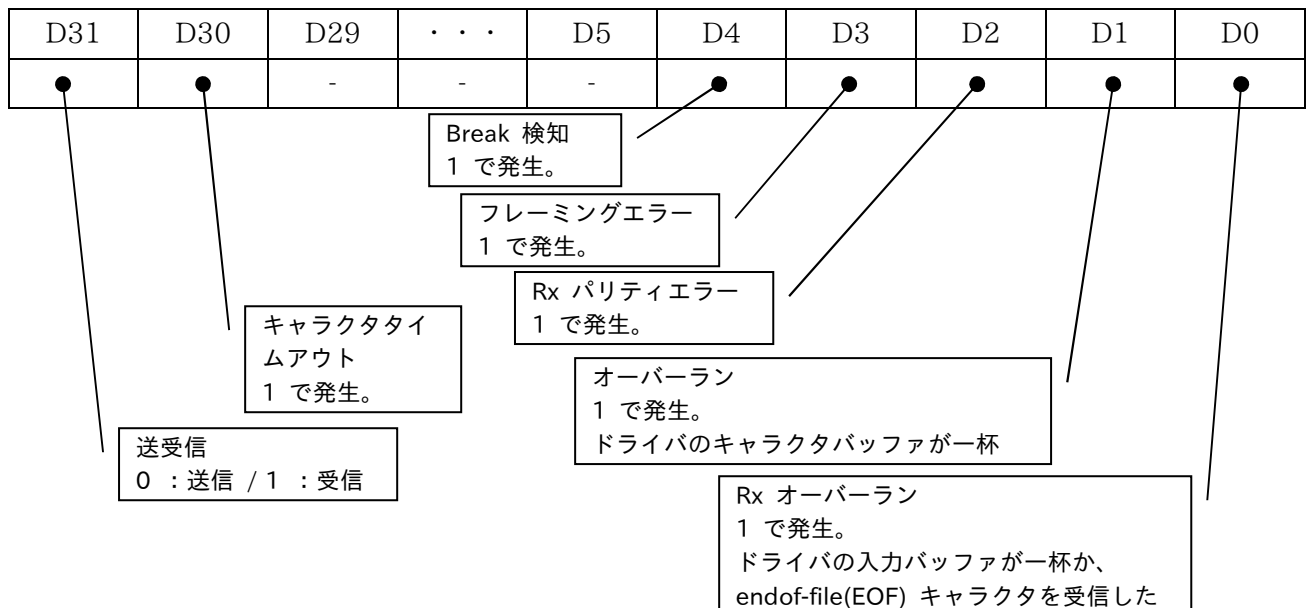 D31 D30 D29 ・・・ D5 D4 D3 D2 D1 D0
- - -
Break 検知
1 で発生。
フレーミングエラー
1 で発生。
Rx パリティエラー
1 で発生。
キャラクタタイ
ムアウト
1 で発生。
オーバーラン
1 で発生。
ドライバのキャラクタバッファが一杯
送受信
0 :送信 / 1 :受信
Rx オーバーラン
1 で発生。
ドライバの入力バッファが一杯か、
endof-file(EOF) キャラクタを受信した